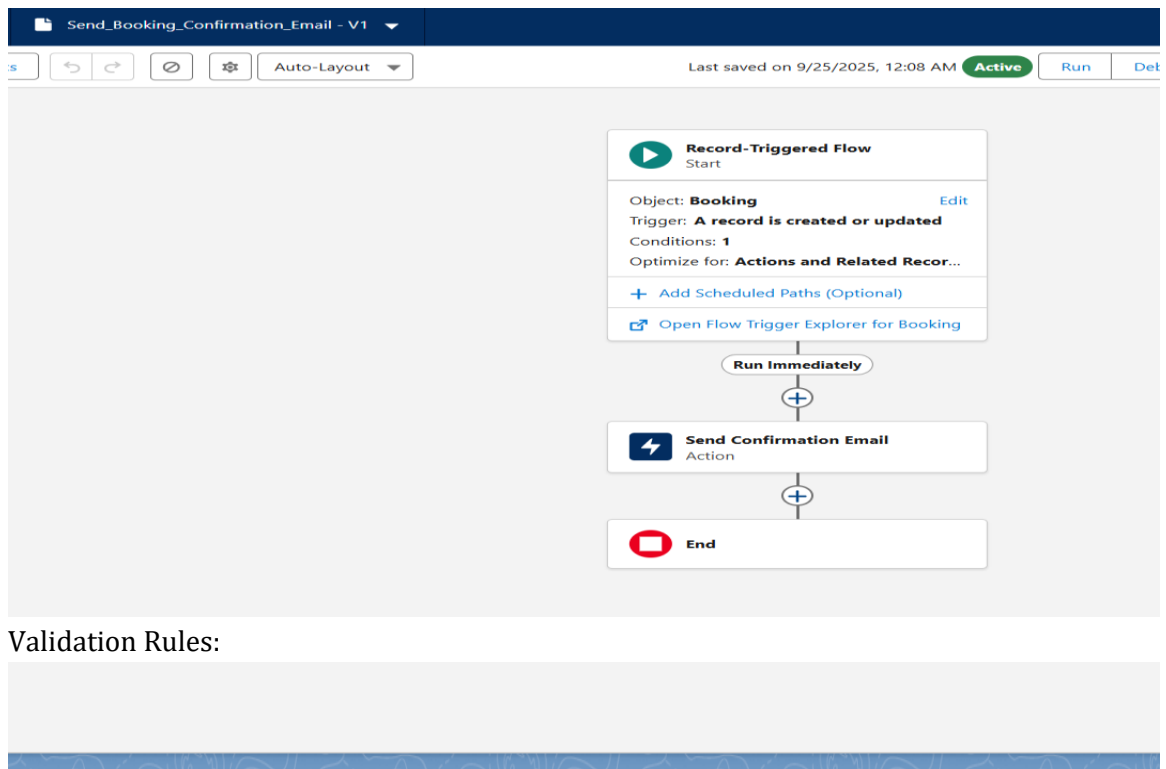 Send_Booking_Confirmation_Email - V1
s Auto-Layout Last saved on 9/25/2025, 12:08 AM Active Run Deb
Record-Triggered Flow
Start
Object: Booking Edit
Trigger: A record is created or updated
Conditions: 1
Optimize for: Actions and Related Recor...
+ Add Scheduled Paths (Optional)
Open Flow Trigger Explorer for Booking
Run Immediately
Send Confirmation Email
Action
End
Validation Rules: